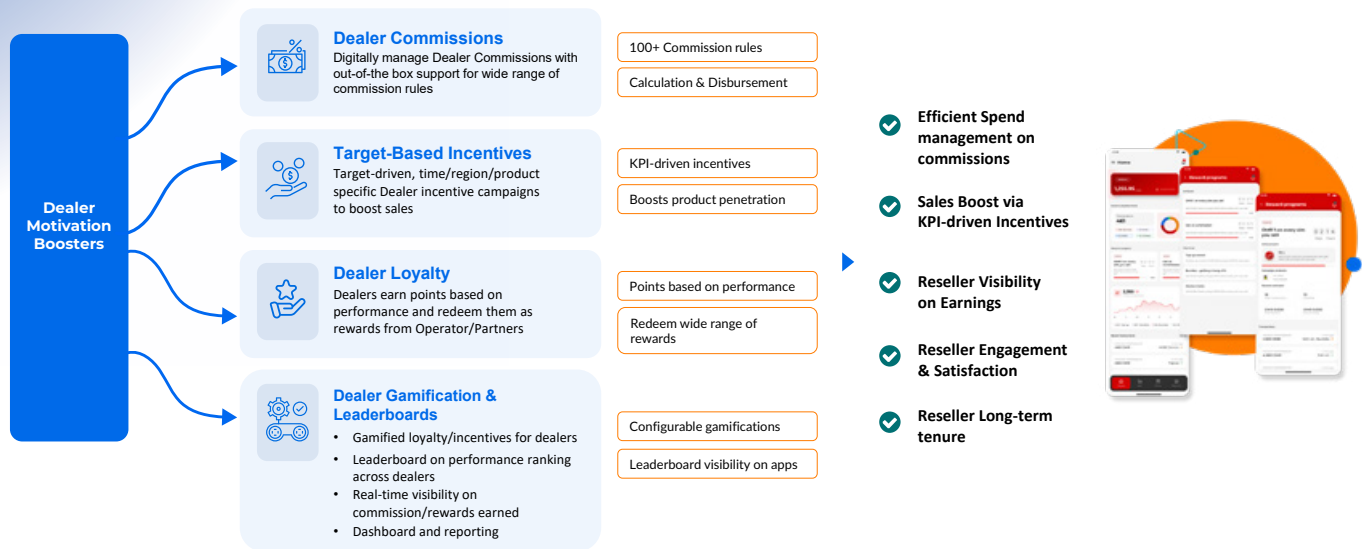 Dealer
Motivation
Boosters
Dealer Commissions
Digitally manage Dealer Commissions with
out-of-the box support for wide range of
commission rules
100+ Commission rules
Calculation & Disbursement
Target-Based Incentives
Target-driven, time/region/product
specific Dealer incentive campaigns
to boost sales
KPI-driven incentives
Boosts product penetration
Dealer Loyalty
Dealers earn points based on
performance and redeem them as
rewards from Operator/Partners
Points based on performance
Redeem wide range of
rewards
Dealer Gamification &
Leaderboards
• Gamified loyalty/incentives for dealers
• Leaderboard on performance ranking
across dealers
• Real-time visibility on
commission/rewards earned
• Dashboard and reporting
Configurable gamifications
Leaderboard visibility on apps
Efficient Spend
management on
commissions
Sales Boost via
KPI-driven Incentives
Reseller Visibility
on Earnings
Reseller Engagement
& Satisfaction
Reseller Long-term
tenure
Home
Reward programs
Reward programs